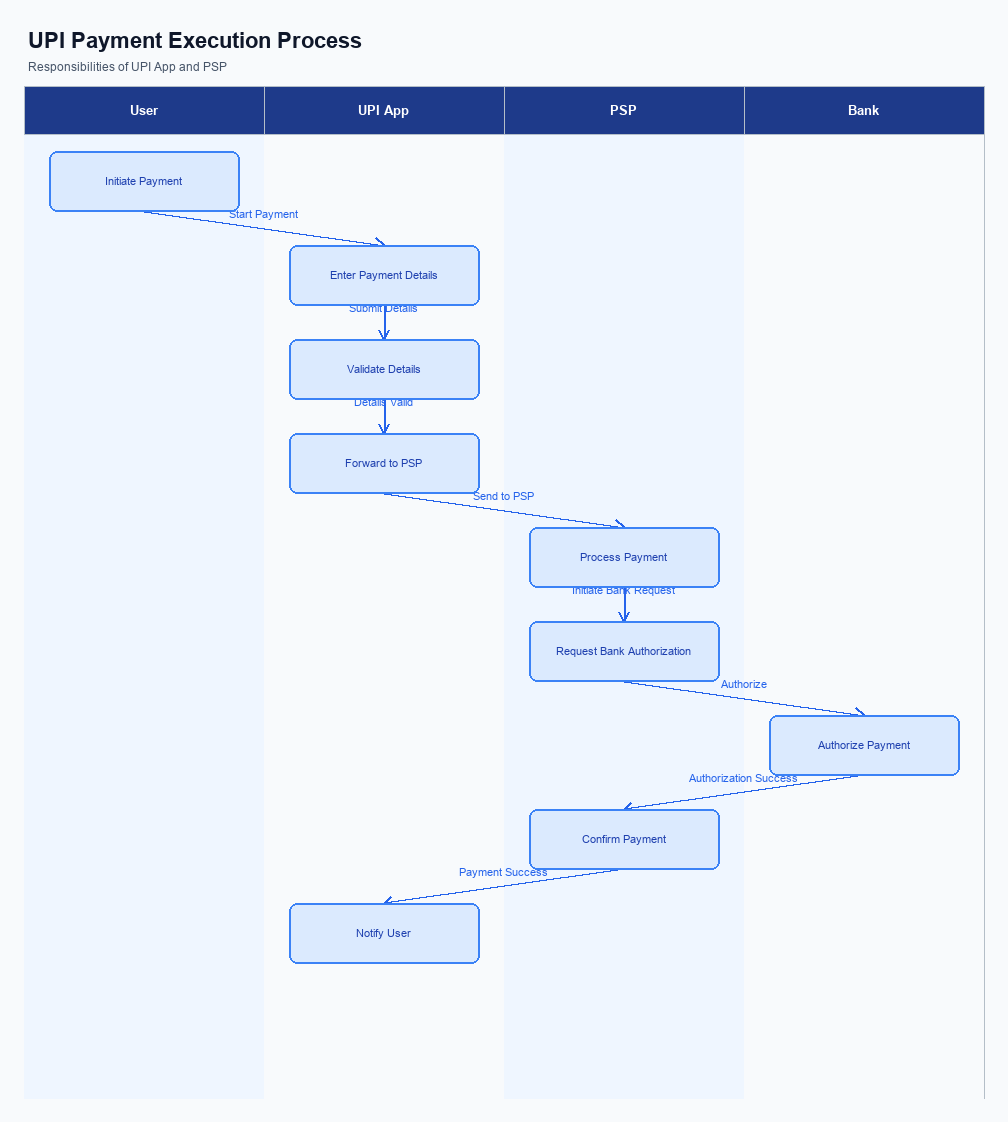 UPI Payment Execution Process
Responsibilities of UPI App and PSP
User
UPI App
PSP
Bank
Initiate Payment
Start Payment
Enter Payment Details
Submit Details
Validate Details
Details Valid
Forward to PSP
Send to PSP
Process Payment
Initiate Bank Request
Request Bank Authorization
Authorize
Authorize Payment
Authorization Success
Confirm Payment
Payment Success
Notify User